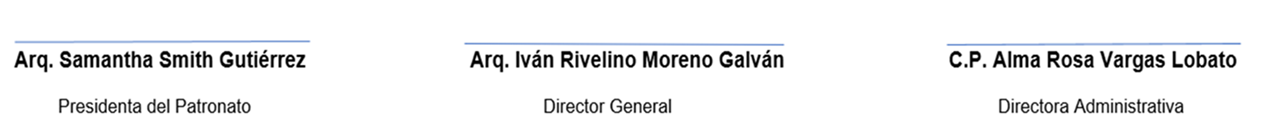 Arq. Samantha Smith Gutiérrez Arq. Iván Rivelino Moreno Galván C.P. Alma Rosa Vargas Lobato
Presidenta del Patronato Director General Directora Administrativa